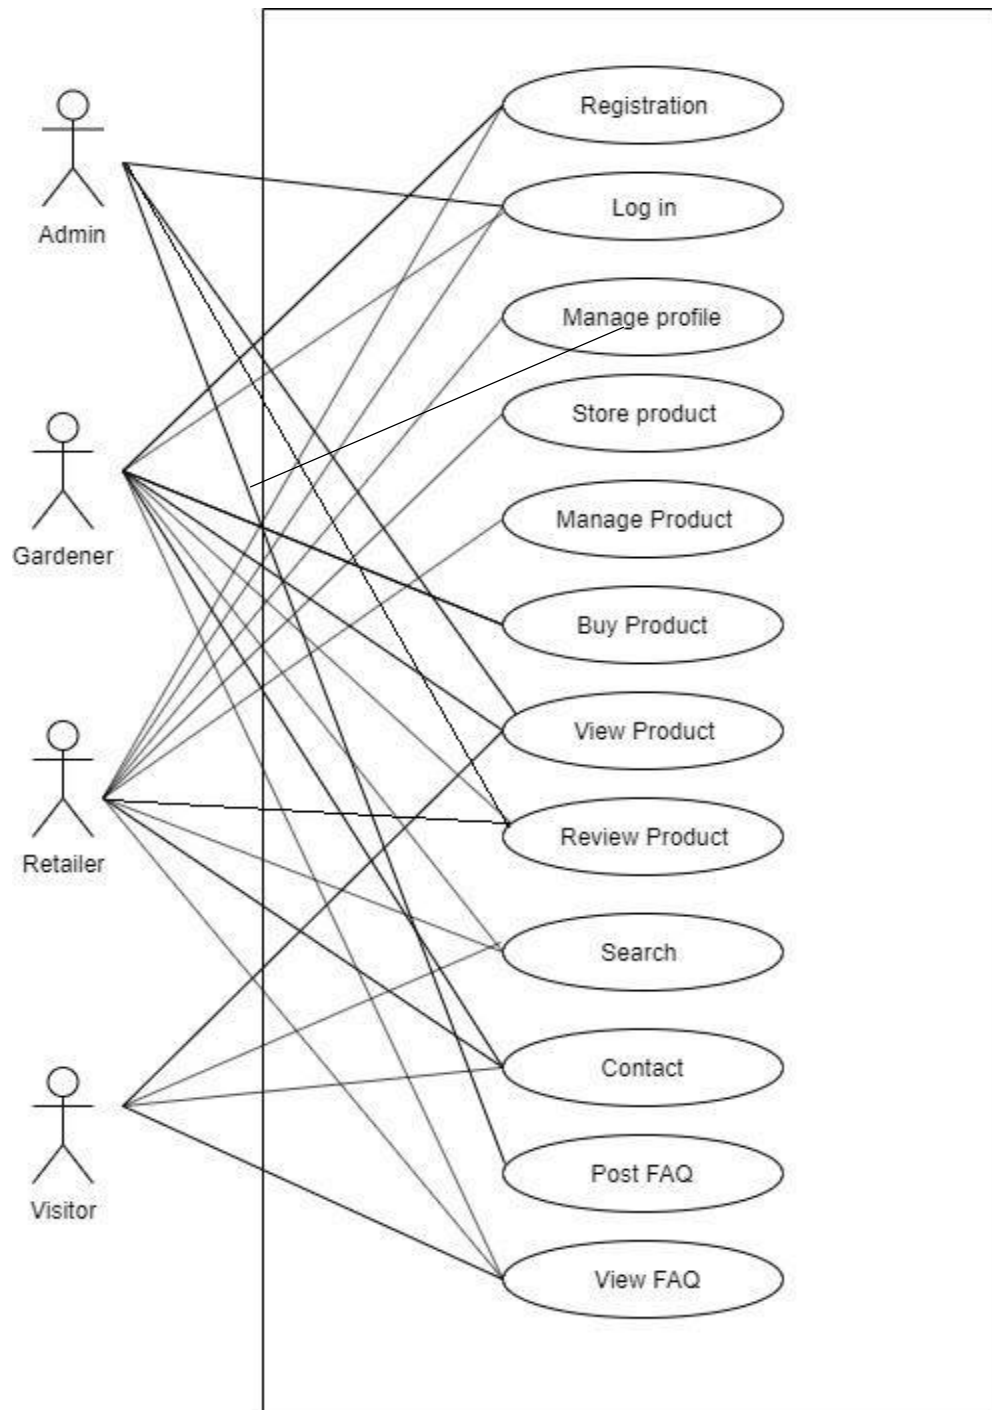 Admin
Gardener
Retailer
Visitor
Registration
Log in
Manage profile
Store product
Manage Product
Buy Product
View Product
Review Product
Search
Contact
Post FAQ
View FAQ